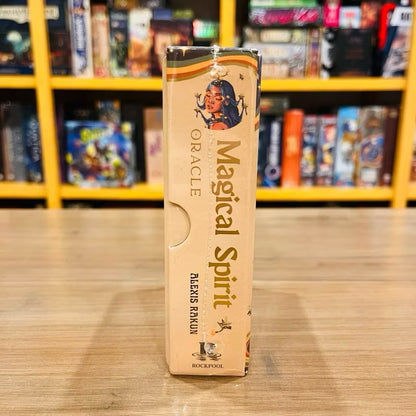 Magical Spirit
ORACLE
ALEXIS RAKUN
ROCKPOOL